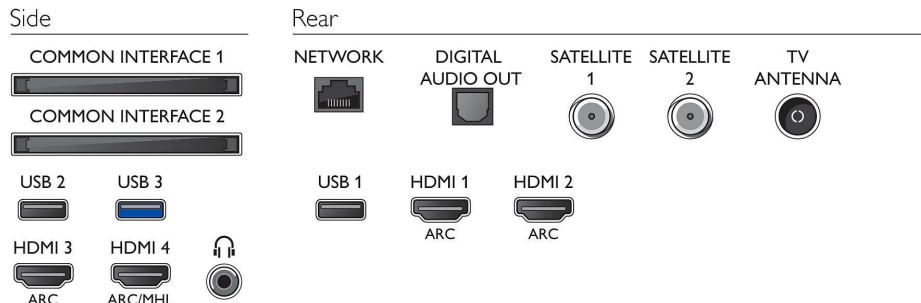 Side
COMMON INTERFACE 1
COMMON INTERFACE 2
USB 2 USB 3
HDMI 3 HDMI 4
ARC ARC/MHL
Rear
NETWORK DIGITAL AUDIO OUT SATELLITE 1 SATELLITE 2 TV ANTENNA
USB 1 HDMI 1 HDMI 2
ARC ARC